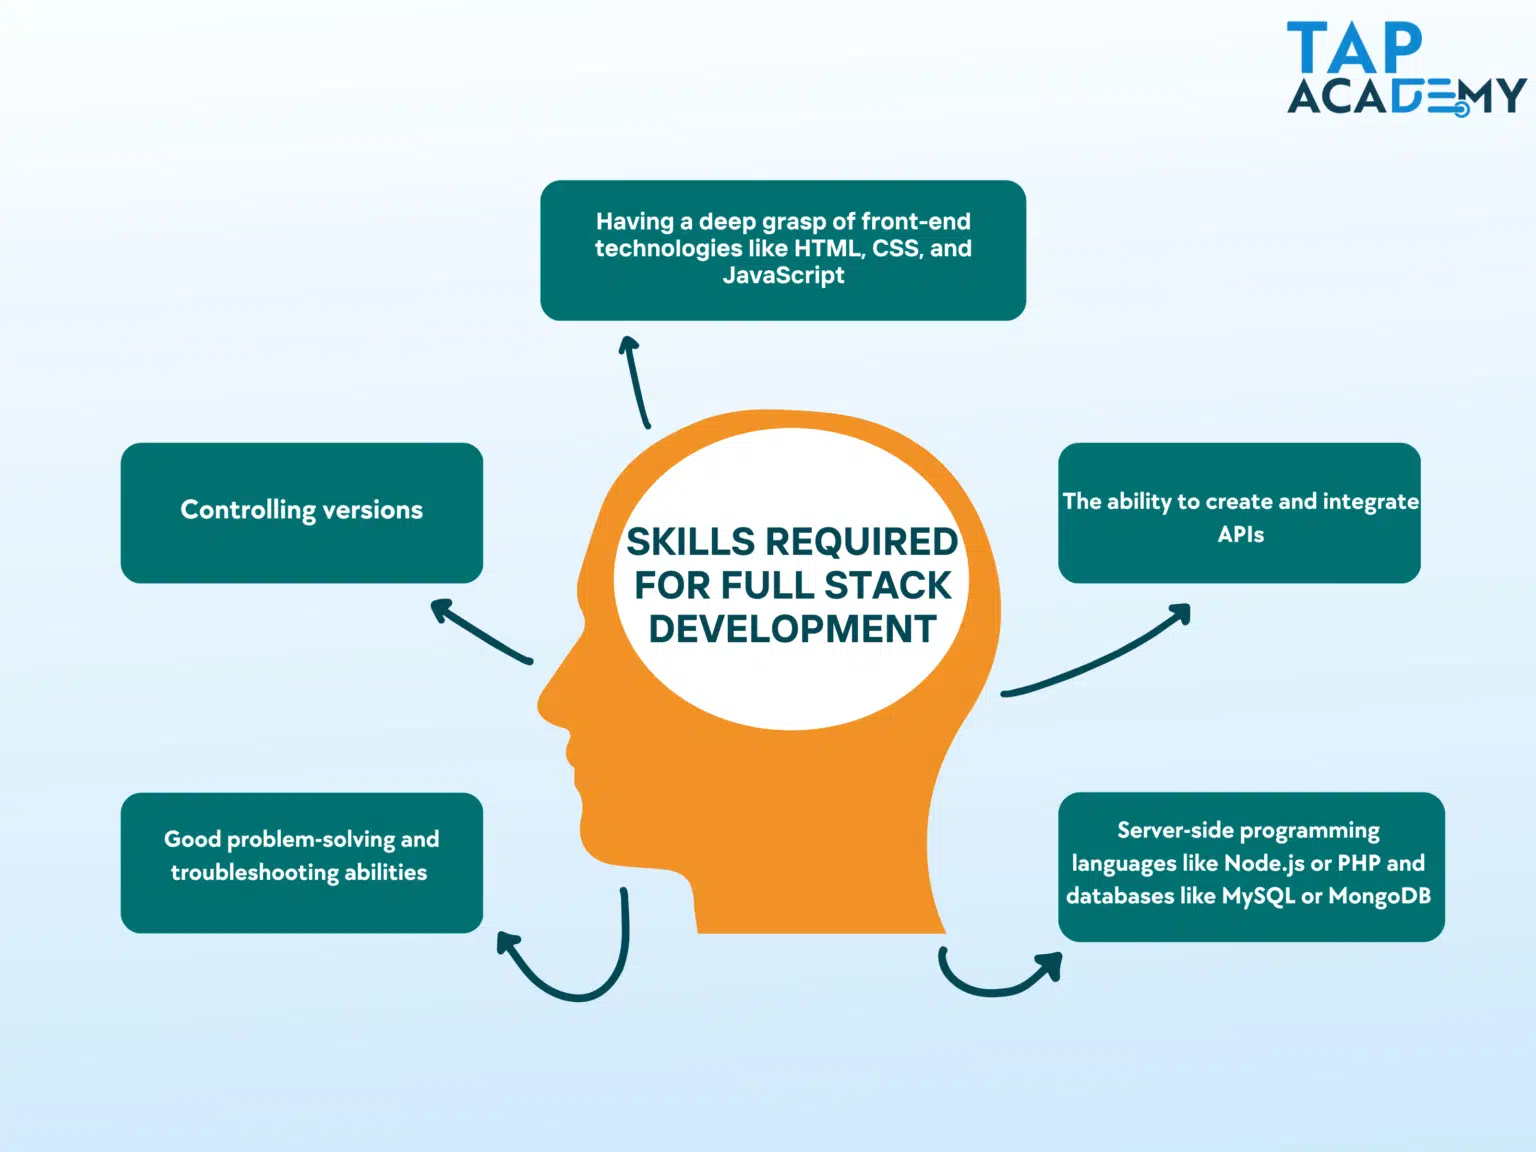 TAP
ACADEMY
Having a deep grasp of front-end
technologies like HTML, CSS, and
JavaScript
Controlling versions
The ability to create and integrate
APIs
SKILLS REQUIRED
FOR FULL STACK
DEVELOPMENT
Good problem-solving and
troubleshooting abilities
Server-side programming
languages like Node.js or PHP and
databases like MySQL or MongoDB